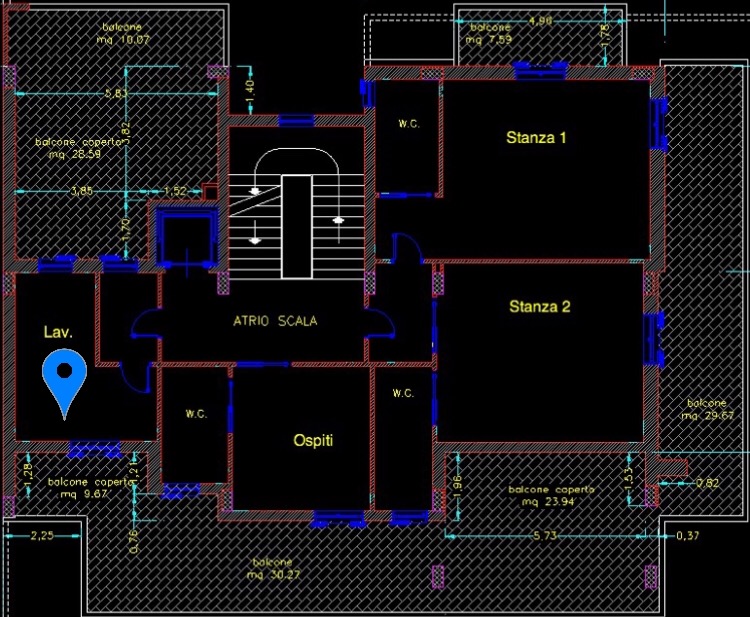 balcone
mq 10.07
balcone
mq 7.59
4,96
1,78
1,40
5,83
3,82
balcone coperto
mq 28.59
3,85
1,52
1,70
W.C.
Stanza 1
Stanza 2
ATRIO SCALA
Lav.
W.C.
W.C.
Ospiti
balcone
mq 29.67
balcone coperto
mq 9.67
1,28
1,21
0,76
2,25
balcone coperto
mq 23.94
1,96
1,53
0,82
5,73
0,37
balcone
mq 30.27